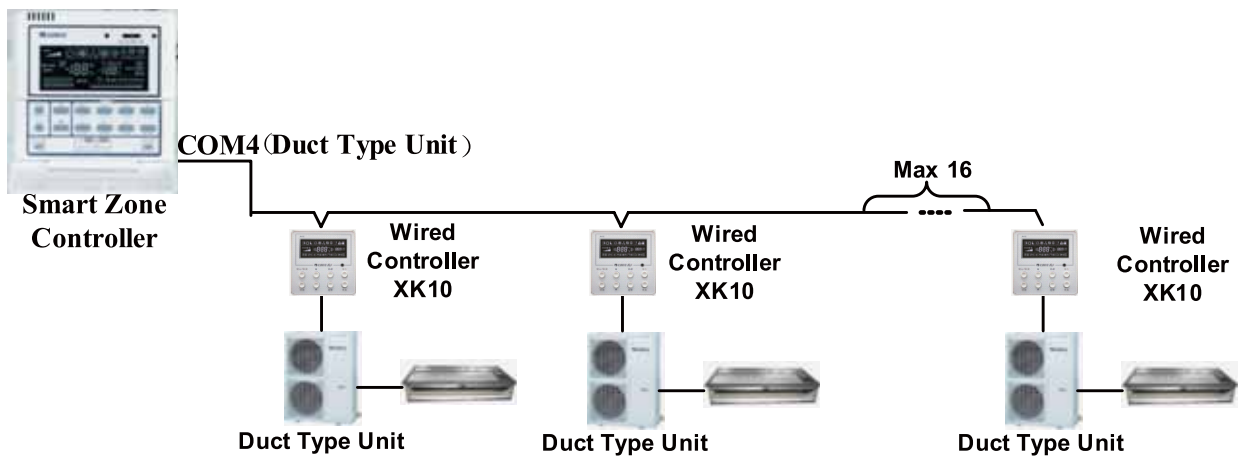 COM4（Duct Type Unit）
Smart Zone
Controller
Max 16
Wired
Controller
XK10
Wired
Controller
XK10
Wired
Controller
XK10
Duct Type Unit
Duct Type Unit
Duct Type Unit